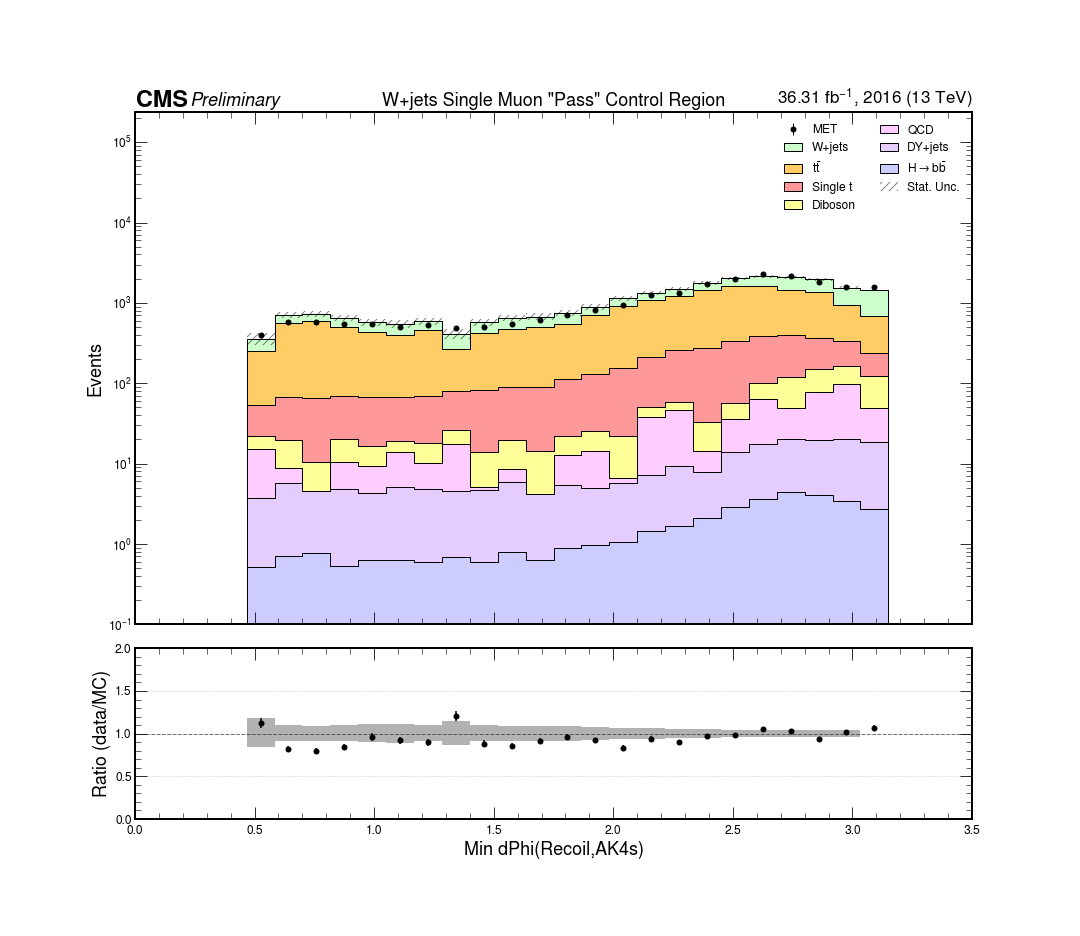 CMS Preliminary W+jets Single Muon "Pass" Control Region 36.31 fb⁻¹, 2016 (13 TeV)
MET
W+jets
tt̄
Single t
Diboson
QCD
DY+jets
H→bb̄
Stat. Unc.
Events
10⁵
10⁴
10³
10²
10¹
10⁰
10⁻¹
Ratio (data/MC)
2.0
1.5
1.0
0.5
0.0
0.0 0.5 1.0 1.5 2.0 2.5 3.0 3.5
Min dPhi(Recoil,AK4s)